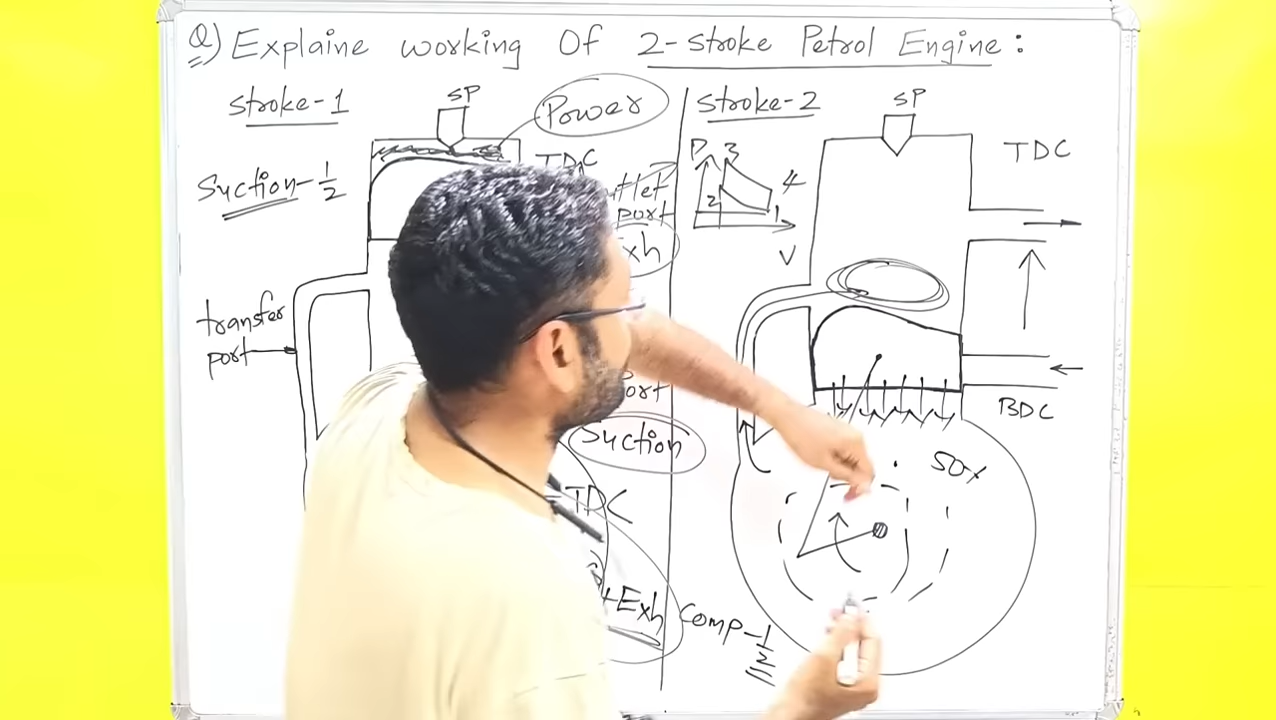 Q) Explaine working Of 2-stroke Petrol Engine :
Stroke-1
SP
Power
TDC
Suction-1/2
port
transfer
port
Suction
TDC
+Exh
Stroke-2
SP
TDC
P
3
2
4
1
V
BDC
50%
Comp-1/2